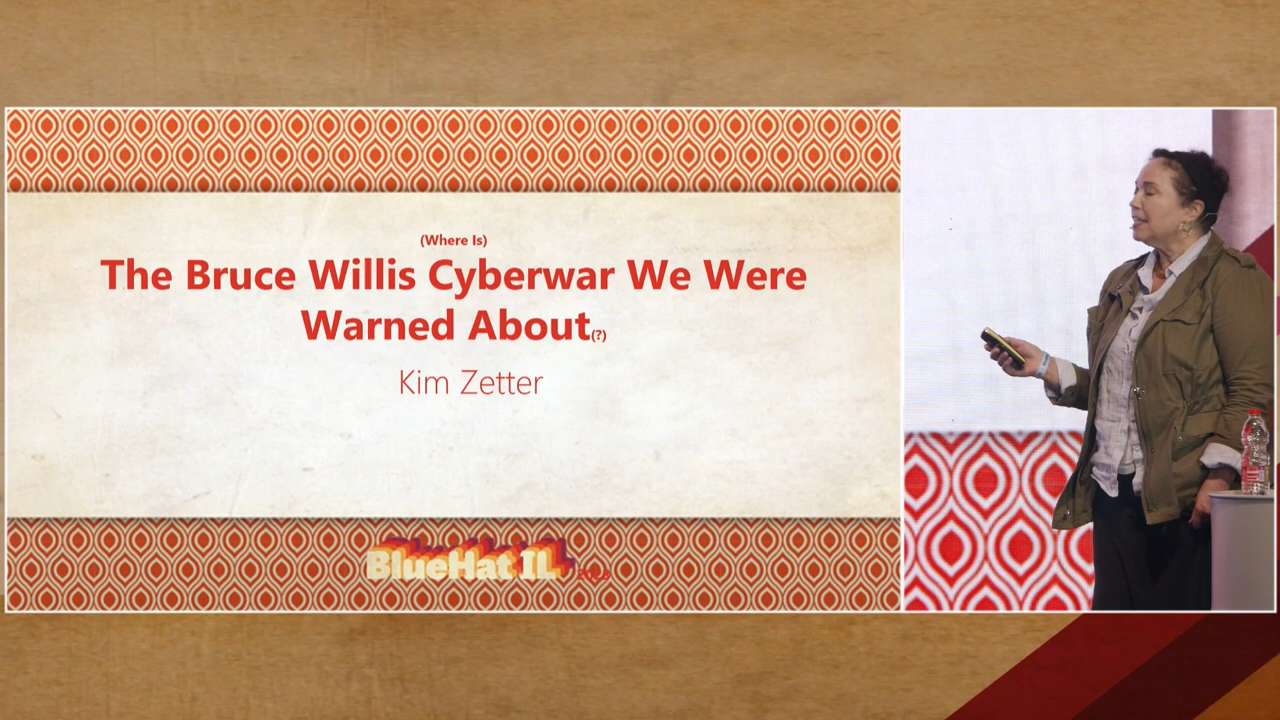 (Where Is)
The Bruce Willis Cyberwar We Were
Warned About(?)
Kim Zetter
BlueHat IL